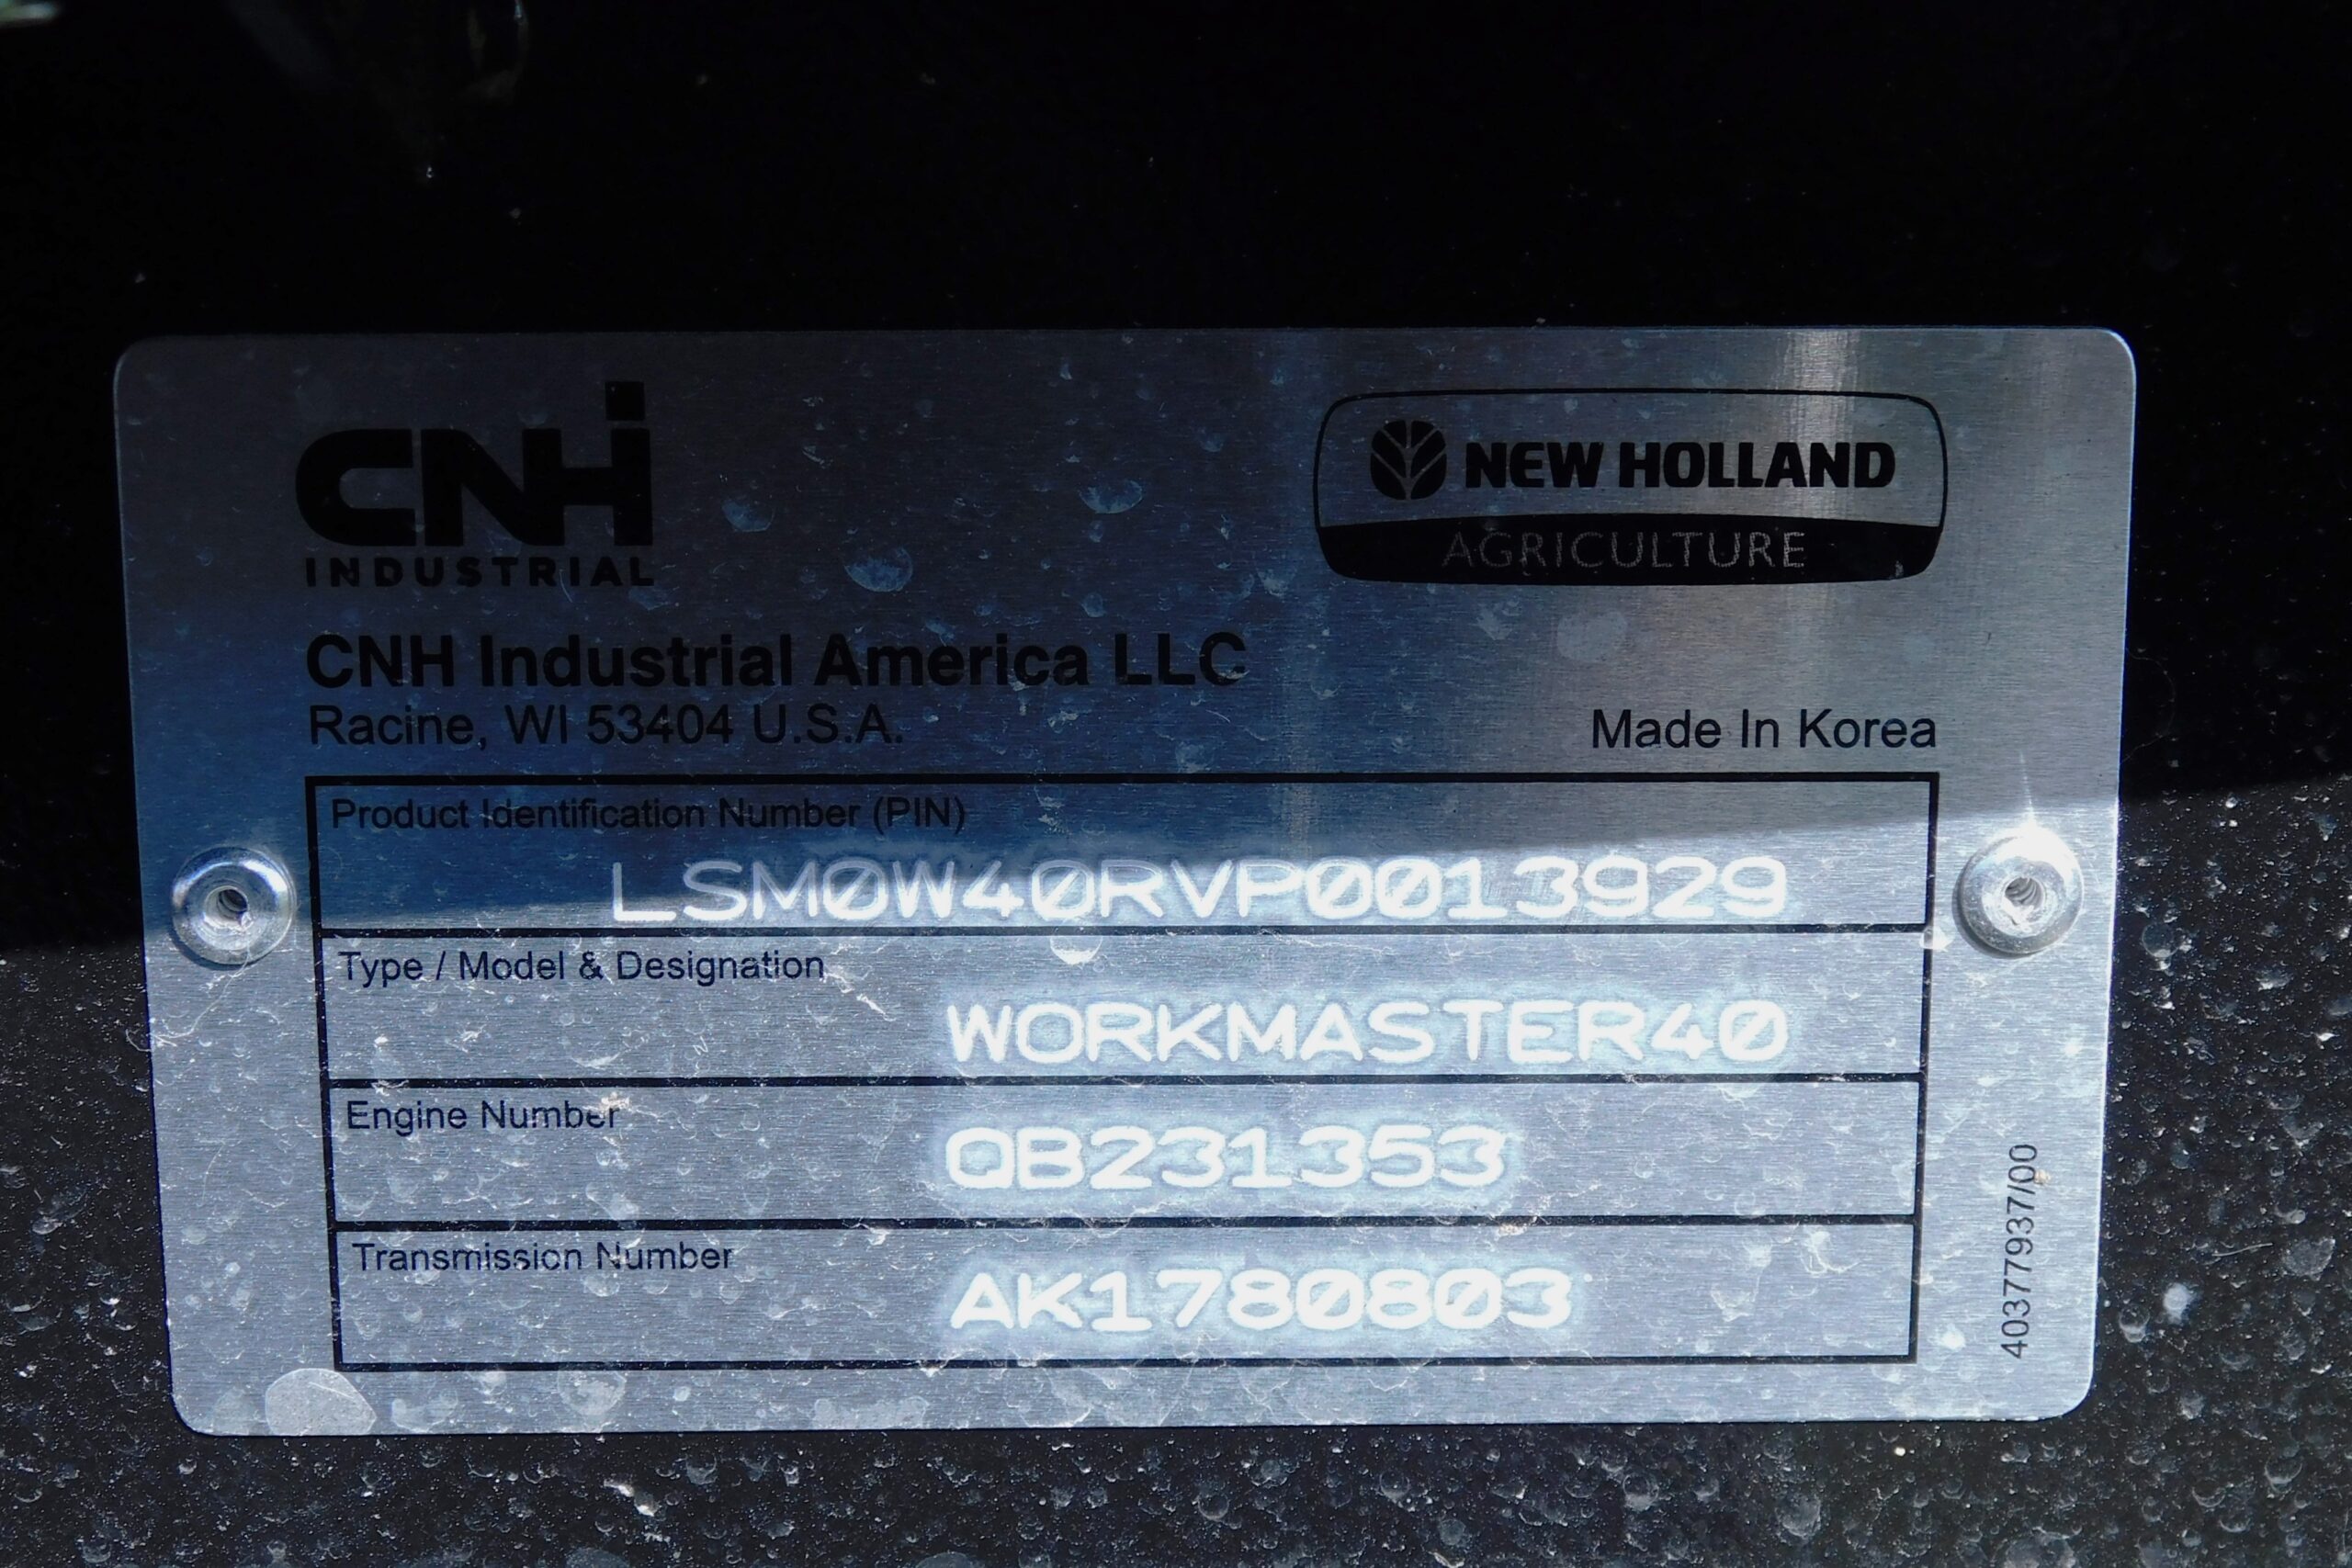 CNH
INDUSTRIAL
NEW HOLLAND
AGRICULTURE
CNH Industrial America LLC
Racine, WI 53404 U.S.A.
Made In Korea
Product Identification Number (PIN)
LSM0W40RVP0013929
Type / Model & Designation
WORKMASTER40
Engine Number
QB231353
Transmission Number
AK1780803
40377937/00